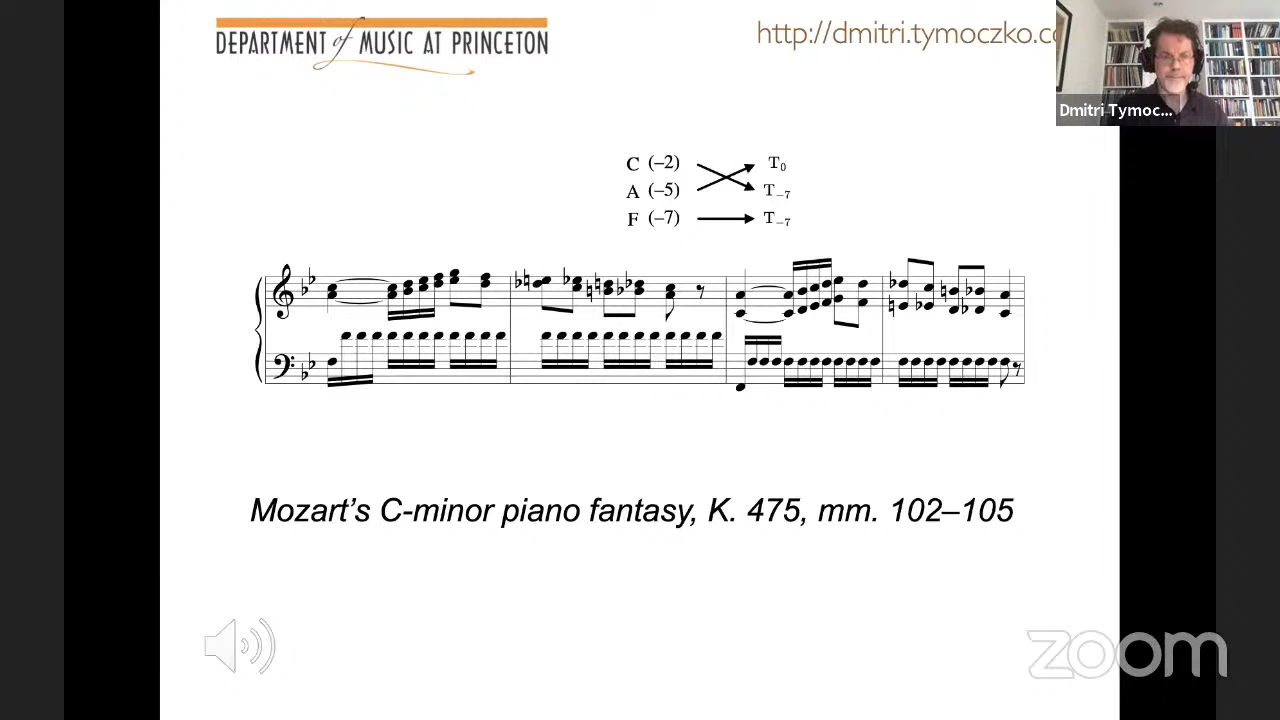 DEPARTMENT of MUSIC AT PRINCETON
http://dmitri.tymoczko.co
Dmitri Tymoc...
C (–2) T₀
A (–5) T₋₇
F (–7) T₋₇
Mozart's C-minor piano fantasy, K. 475, mm. 102–105
zoom